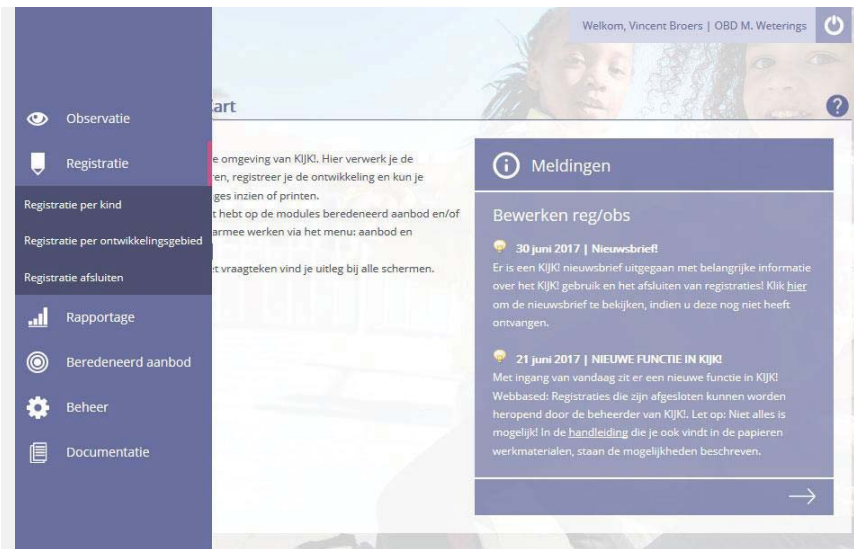 Welkom, Vincent Broers | OBD M. Weterings
tart
Observatie
Registratie
Registratie per kind
Registratie per ontwikkelingsgebied
Registratie afsluiten
Rapportage
Beredeneerd aanbod
Beheer
Documentatie
e omgeving van KIJK!. Hier verwerk je de
ren, registreer je de ontwikkeling en kun je
ages inzien of printen.
t hebt op de modules beredeneerd aanbod en/of
armee werken via het menu: aanbod en
et vraagteken vind je uitleg bij alle schermen.
Meldingen
Bewerken reg/obs
30 juni 2017 | Nieuwsbrief!
Er is een KIJK! nieuwsbrief uitgegaan met belangrijke informatie
over het KIJK! gebruik en het afsluiten van registraties! Klik hier
om de nieuwsbrief te bekijken, indien u deze nog niet heeft
ontvangen.
21 juni 2017 | NIEUWE FUNCTIE IN KIJK!
Met ingang van vandaag zit er een nieuwe functie in KIJK!
Webbased: Registraties die zijn afgesloten kunnen worden
heropend door de beheerder van KIJK!. Let op: Niet alles is
mogelijk! In de handleiding die je ook vindt in de papieren
werkmaterialen, staan de mogelijkheden beschreven.